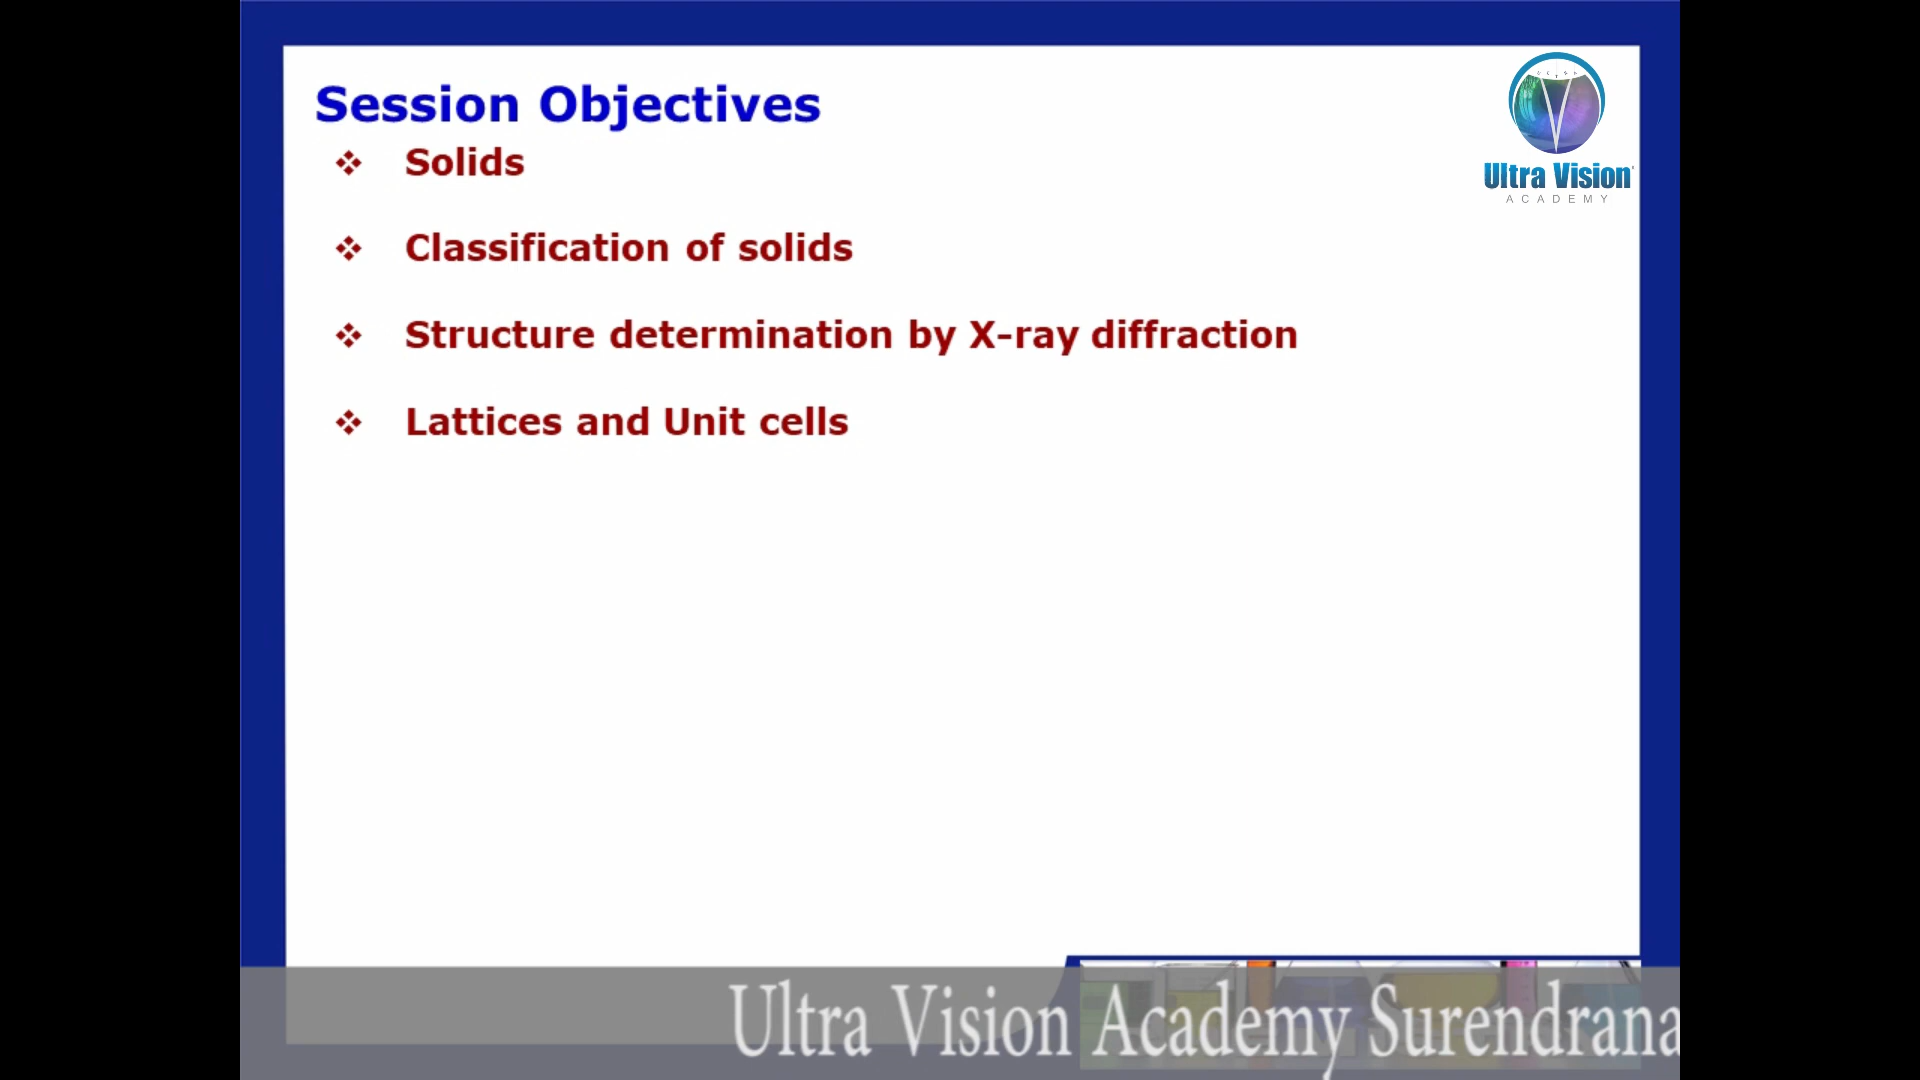 Session Objectives
❖ Solids
❖ Classification of solids
❖ Structure determination by X-ray diffraction
❖ Lattices and Unit cells
Ultra Vision
ACADEMY
Ultra Vision Academy Surendrana